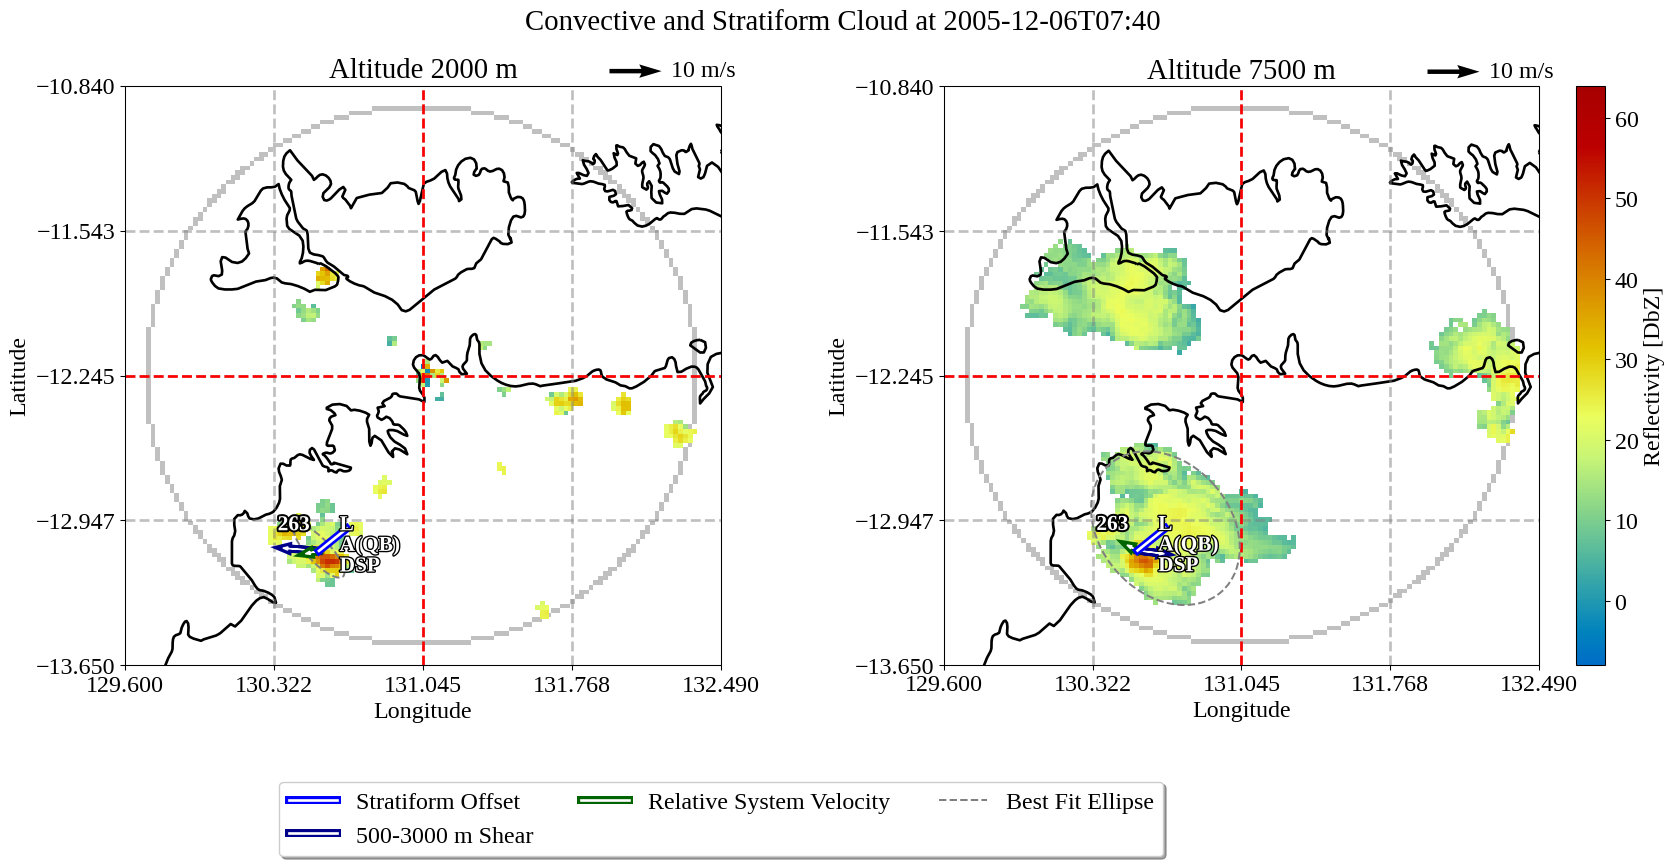 Convective and Stratiform Cloud at 2005-12-06T07:40
Altitude 2000 m
10 m/s
Altitude 7500 m
10 m/s
−10.840
−11.543
−12.245
−12.947
−13.650
Latitude
129.600
130.322
131.045
131.768
132.490
Longitude
263
L
A(QB)
DSP
−10.840
−11.543
−12.245
−12.947
−13.650
Latitude
129.600
130.322
131.045
131.768
132.490
Longitude
263
L
A(QB)
DSP
60
50
40
30
20
10
0
Reflectivity [DbZ]
Stratiform Offset
500-3000 m Shear
Relative System Velocity
Best Fit Ellipse